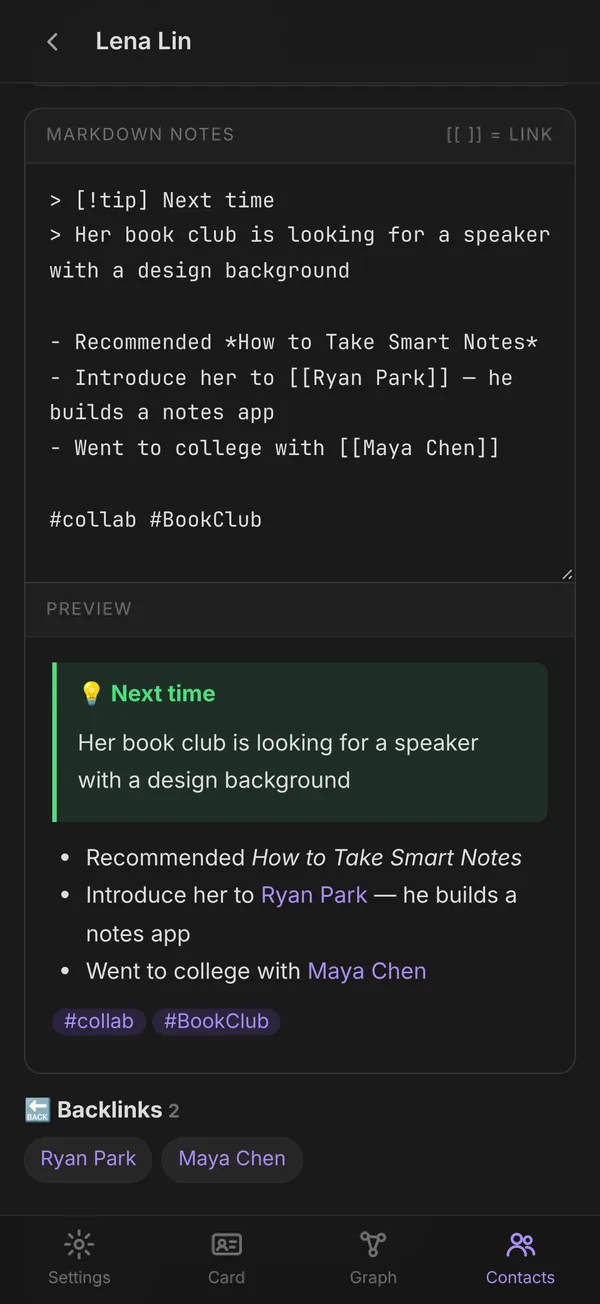 Lena Lin
MARKDOWN NOTES
[[ ]] = LINK
> [!tip] Next time
> Her book club is looking for a speaker
with a design background
- Recommended *How to Take Smart Notes*
- Introduce her to [[Ryan Park]] — he
builds a notes app
- Went to college with [[Maya Chen]]
#collab #BookClub
PREVIEW
💡 Next time
Her book club is looking for a speaker
with a design background
• Recommended How to Take Smart Notes
• Introduce her to Ryan Park — he builds a
notes app
• Went to college with Maya Chen
#collab #BookClub
🔙 Backlinks 2
Ryan Park
Maya Chen
Settings
Card
Graph
Contacts